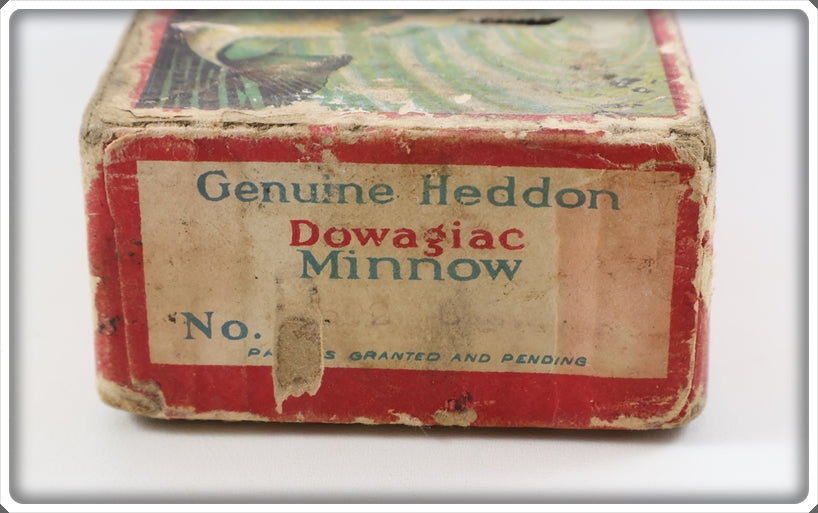 Genuine Heddon
Dowagiac
Minnow
No.
GRANTED AND PENDING